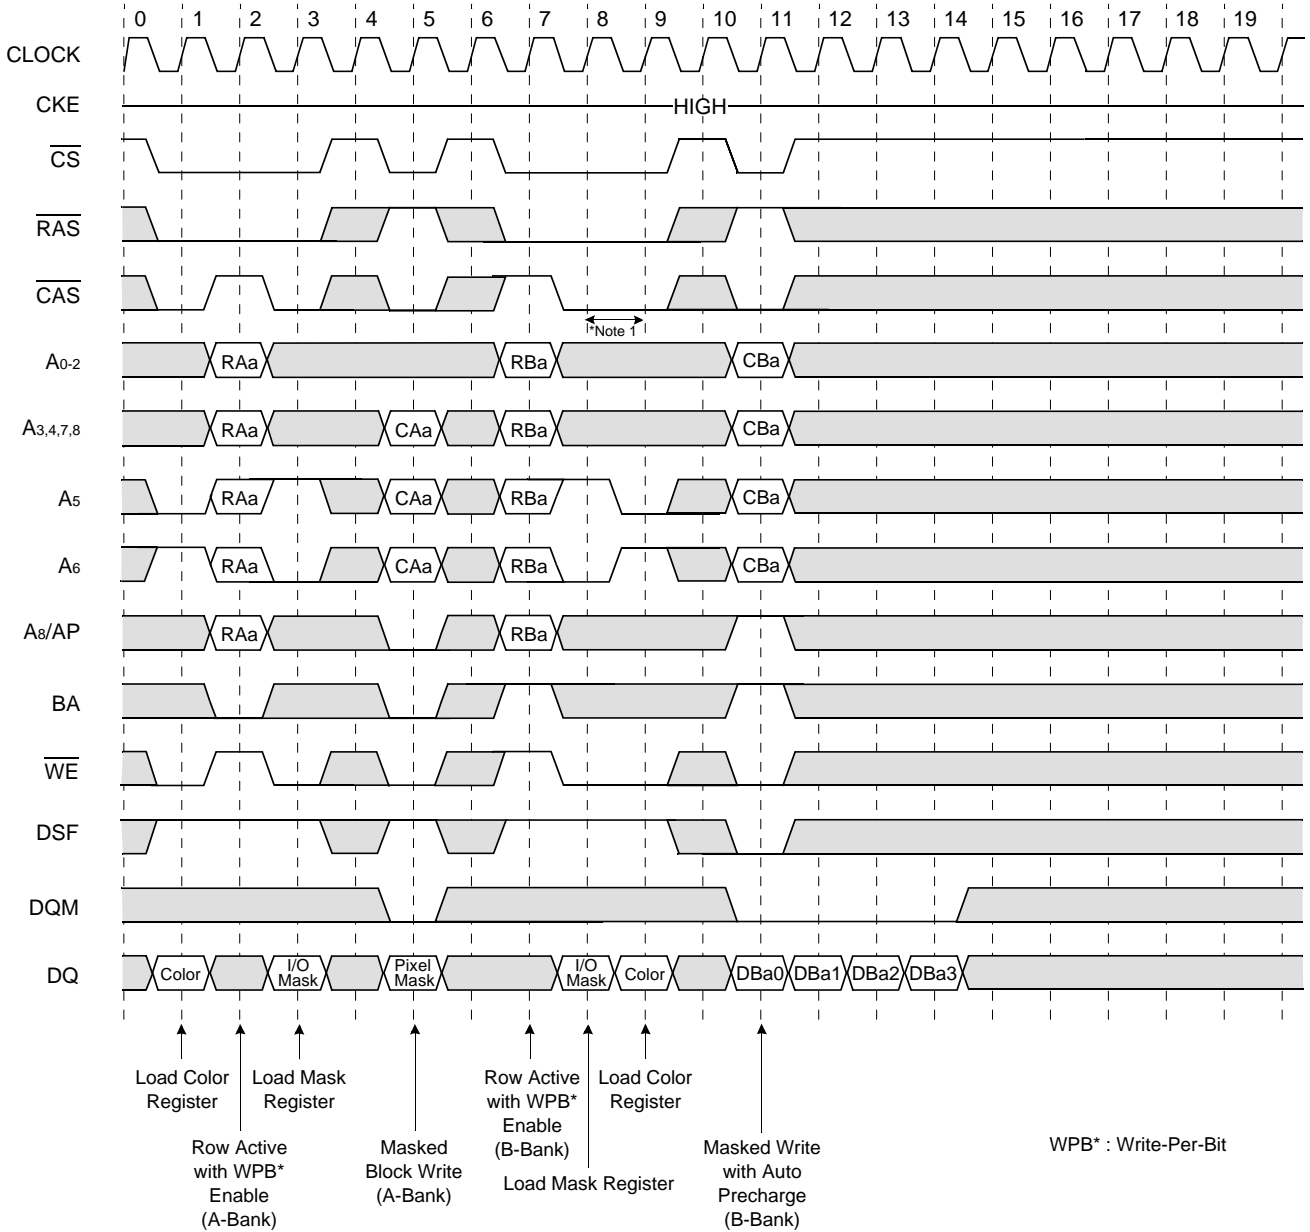 0 1 2 3 4 5 6 7 8 9 10 11 12 13 14 15 16 17 18 19
CLOCK
CKE HIGH
CS
RAS
CAS
*Note 1
A0-2 RAa RBa CBa
A3,4,7,8 RAa CAa RBa CBa
A5 RAa CAa RBa CBa
A6 RAa CAa RBa CBa
A8/AP RAa RBa
BA
WE
DSF
DQM
DQ Color I/O Mask Pixel Mask I/O Mask Color DBa0 DBa1 DBa2 DBa3
Load Color
Register
Load Mask
Register
Row Active
with WPB*
Enable
(B-Bank)
Load Color
Register
Row Active
with WPB*
Enable
(A-Bank)
Masked
Block Write
(A-Bank)
Load Mask Register
Masked Write
with Auto
Precharge
(B-Bank)
WPB* : Write-Per-Bit